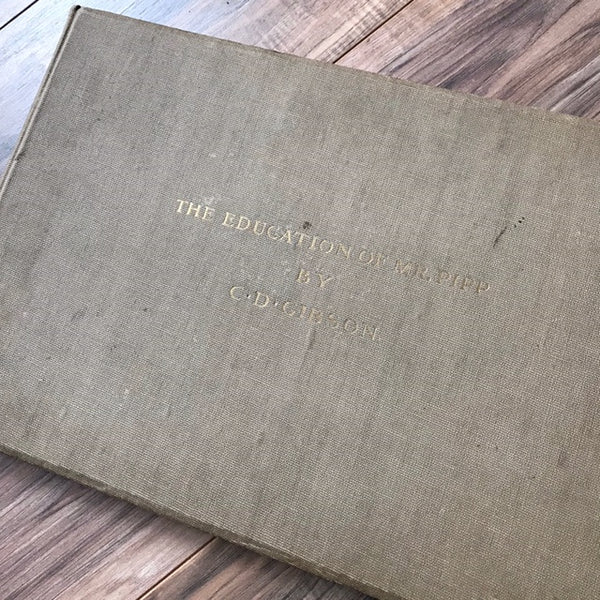 THE EDUCATION OF MR. PIPP
BY
C·D·GIBSON